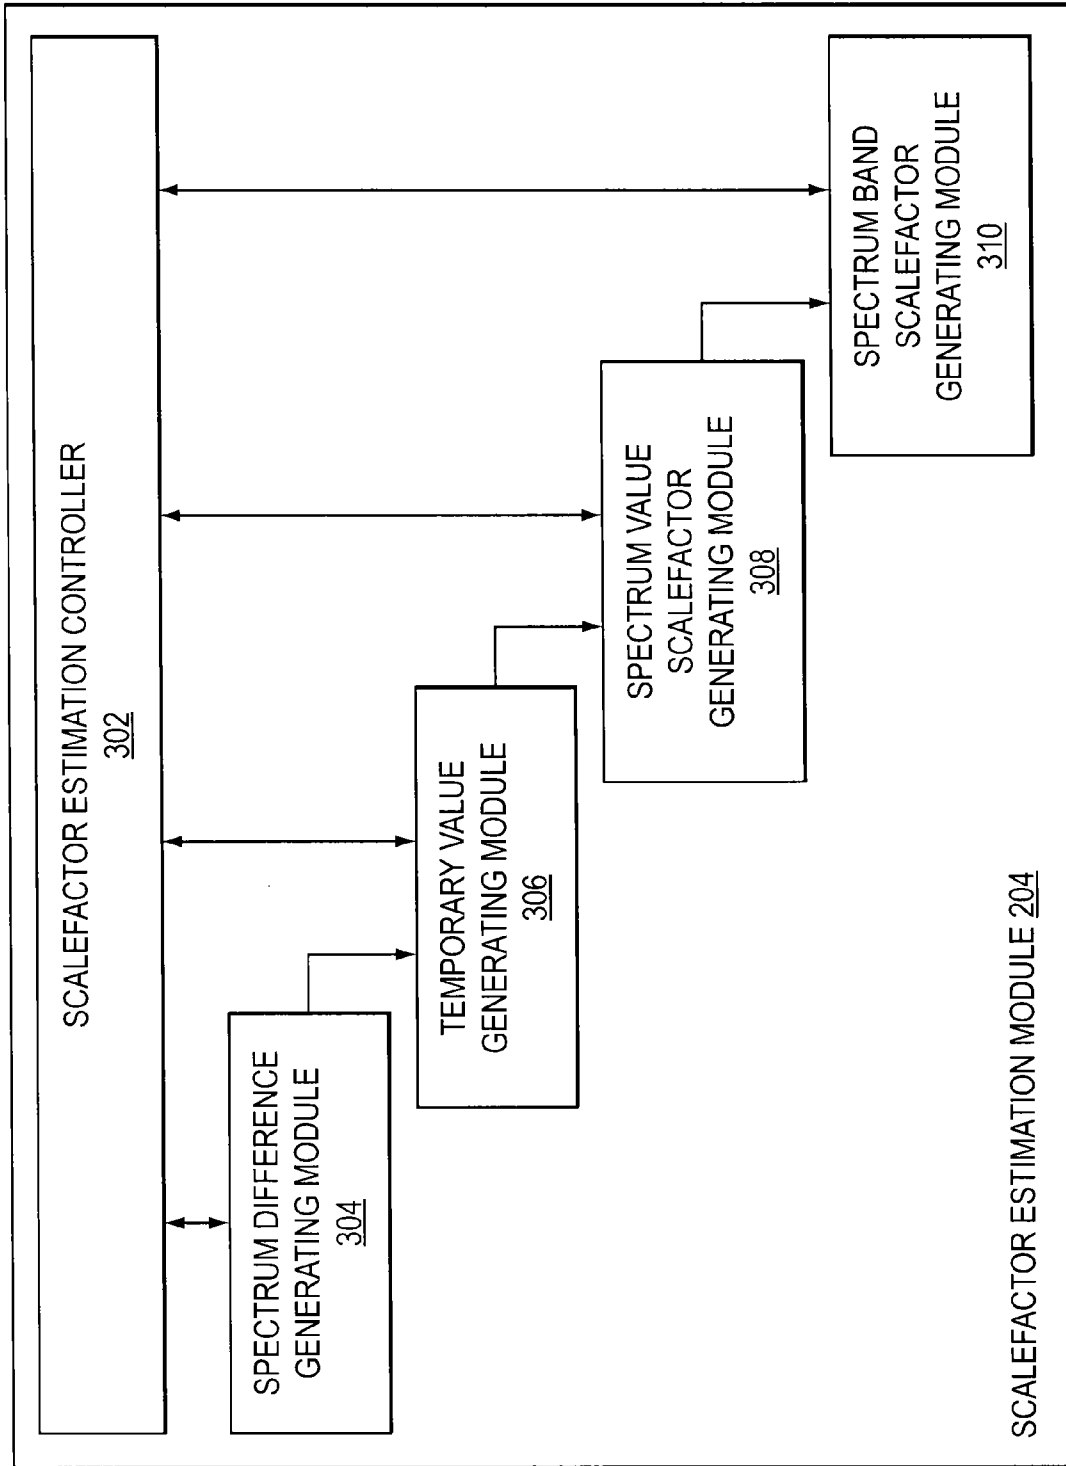 SCALEFACTOR ESTIMATION CONTROLLER
302
SPECTRUM DIFFERENCE
GENERATING MODULE
304
TEMPORARY VALUE
GENERATING MODULE
306
SPECTRUM VALUE
SCALEFACTOR
GENERATING MODULE
308
SPECTRUM BAND
SCALEFACTOR
GENERATING MODULE
310
SCALEFACTOR ESTIMATION MODULE 204